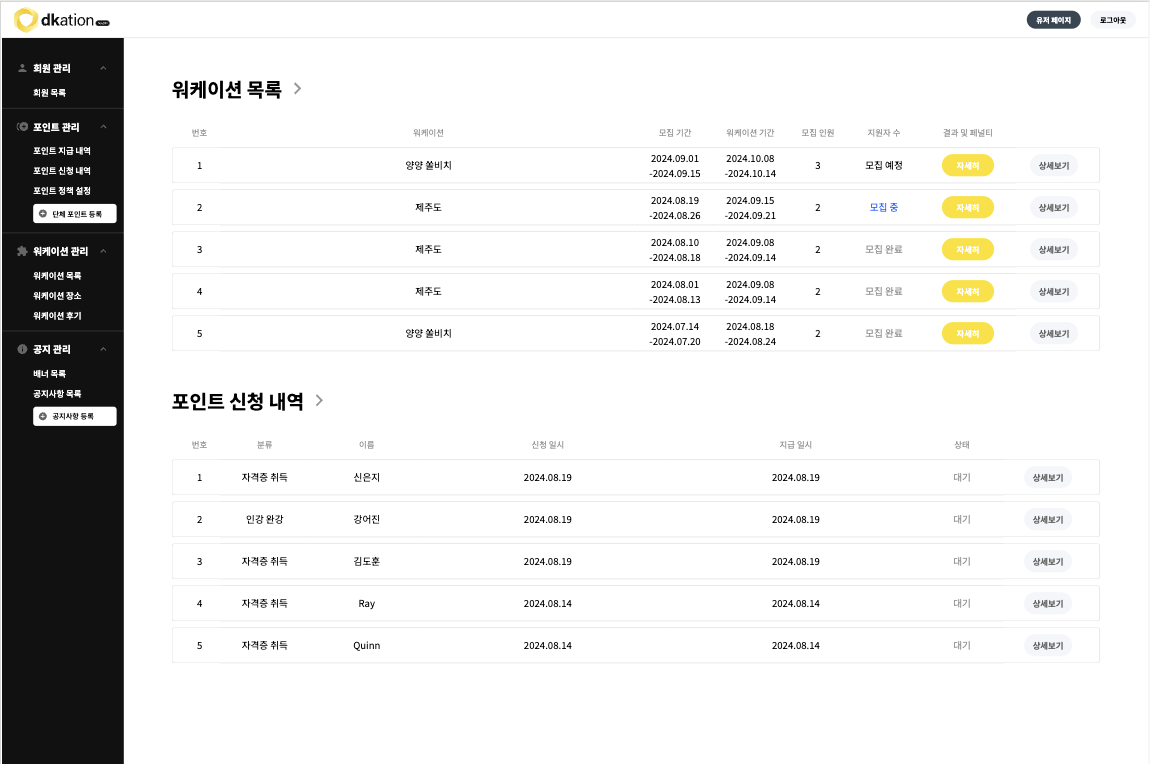 dkation
유저 페이지
로그아웃
회원 관리
회원 목록
포인트 관리
포인트 지급 내역
포인트 신청 내역
포인트 정책 설정
단체 포인트 등록
워케이션 관리
워케이션 목록
워케이션 장소
워케이션 후기
공지 관리
배너 목록
공지사항 목록
공지사항 등록
워케이션 목록
번호 워케이션 모집 기간 워케이션 기간 모집 인원 지원자 수 결과 및 페널티
1 양양 쏠비치 2024.09.01 -2024.09.15 2024.10.08 -2024.10.14 3 모집 예정 자세히 상세보기
2 제주도 2024.08.19 -2024.08.26 2024.09.15 -2024.09.21 2 모집 중 자세히 상세보기
3 제주도 2024.08.10 -2024.08.18 2024.09.08 -2024.09.14 2 모집 완료 자세히 상세보기
4 제주도 2024.08.01 -2024.08.13 2024.09.08 -2024.09.14 2 모집 완료 자세히 상세보기
5 양양 쏠비치 2024.07.14 -2024.07.20 2024.08.18 -2024.08.24 2 모집 완료 자세히 상세보기
포인트 신청 내역
번호 분류 이름 신청 일시 지급 일시 상태
1 자격증 취득 신은지 2024.08.19 2024.08.19 대기 상세보기
2 인강 완강 강어진 2024.08.19 2024.08.19 대기 상세보기
3 자격증 취득 김도훈 2024.08.19 2024.08.19 대기 상세보기
4 자격증 취득 Ray 2024.08.14 2024.08.14 대기 상세보기
5 자격증 취득 Quinn 2024.08.14 2024.08.14 대기 상세보기